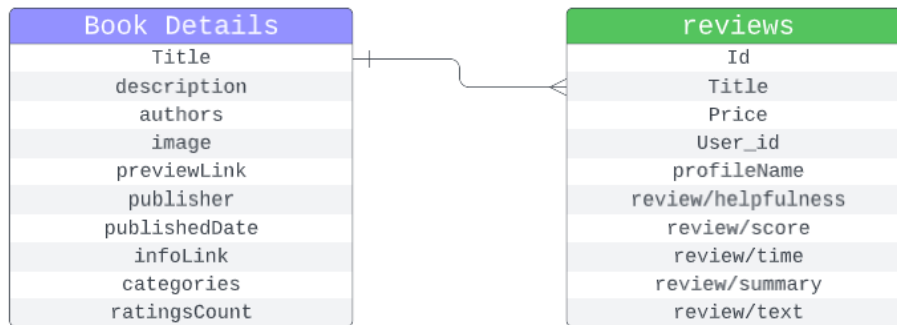 Book Details
Title
description
authors
image
previewLink
publisher
publishedDate
infoLink
categories
ratingsCount
reviews
Id
Title
Price
User_id
profileName
review/helpfulness
review/score
review/time
review/summary
review/text